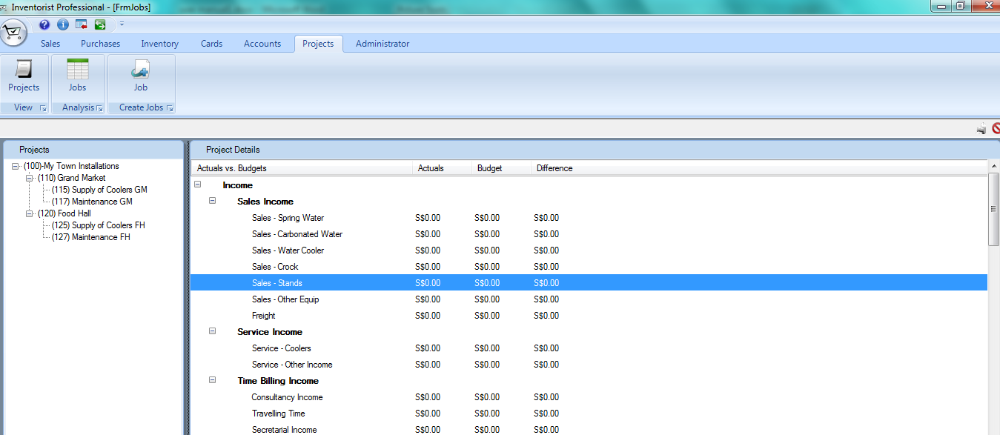 Inventorist Professional - [FrmJobs]
Sales Purchases Inventory Cards Accounts Projects Administrator
Projects Jobs Job
View Analysis Create Jobs
Projects
(100)-My Town Installations
(110) Grand Market
(115) Supply of Coolers GM
(117) Maintenance GM
(120) Food Hall
(125) Supply of Coolers FH
(127) Maintenance FH
Project Details
Actuals vs. Budgets Actuals Budget Difference
Income
Sales Income
Sales - Spring Water S$0.00 S$0.00 S$0.00
Sales - Carbonated Water S$0.00 S$0.00 S$0.00
Sales - Water Cooler S$0.00 S$0.00 S$0.00
Sales - Crock S$0.00 S$0.00 S$0.00
Sales - Stands S$0.00 S$0.00 S$0.00
Sales - Other Equip S$0.00 S$0.00 S$0.00
Freight S$0.00 S$0.00 S$0.00
Service Income
Service - Coolers S$0.00 S$0.00 S$0.00
Service - Other Income S$0.00 S$0.00 S$0.00
Time Billing Income
Consultancy Income S$0.00 S$0.00 S$0.00
Travelling Time S$0.00 S$0.00 S$0.00
Secretarial Income S$0.00 S$0.00 S$0.00